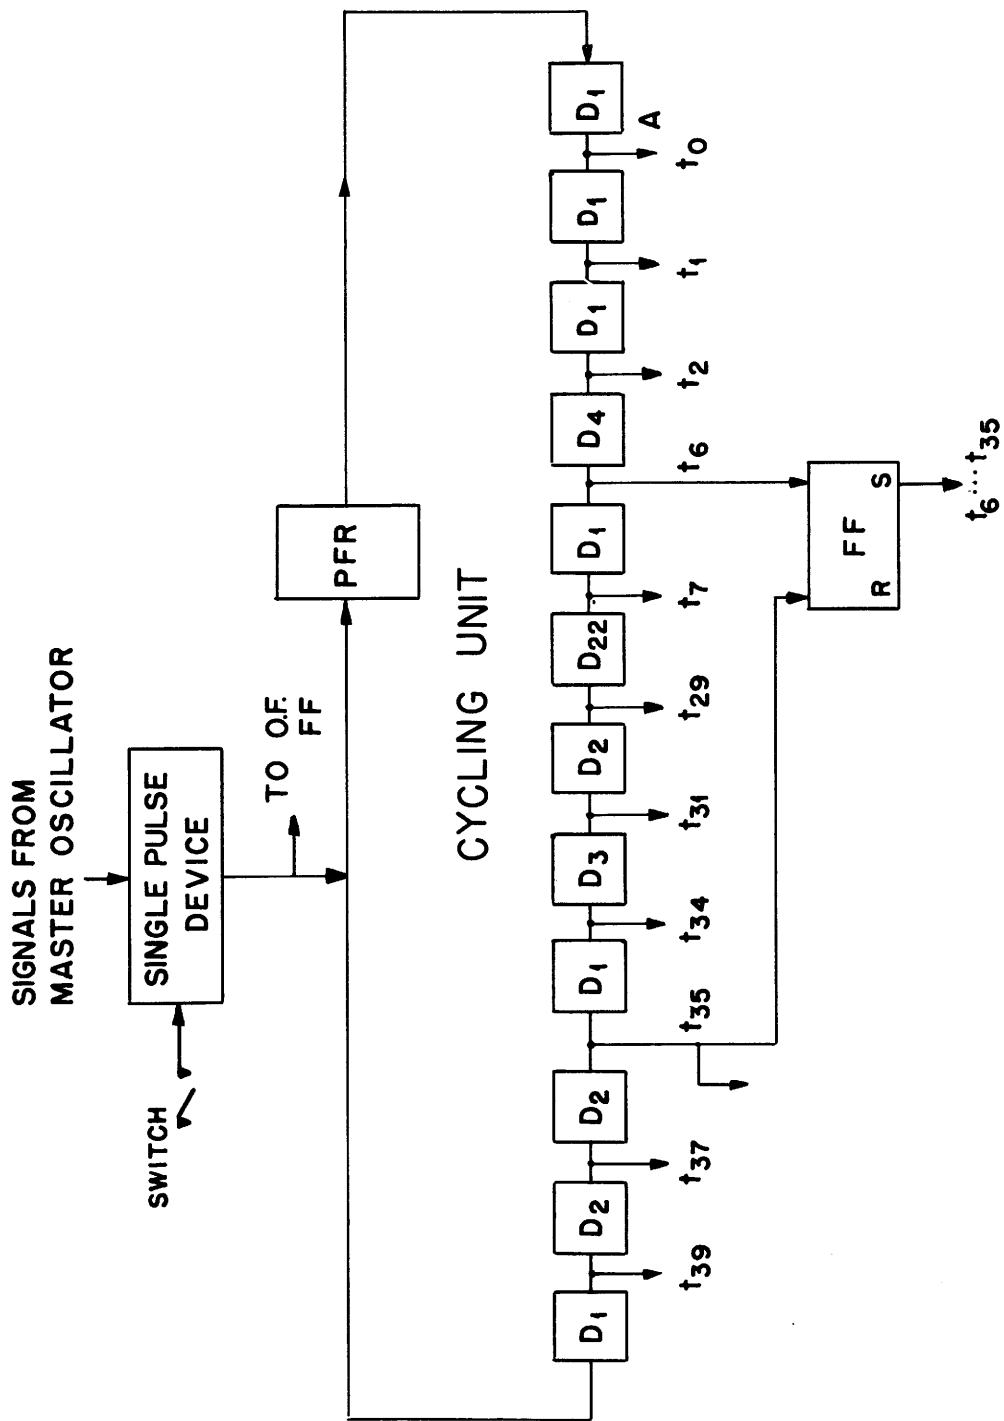 SIGNALS FROM
MASTER OSCILLATOR
SWITCH
SINGLE PULSE
DEVICE
TO O.F.
FF
PFR
CYCLING UNIT
D1 D2 D2 D1 D3 D2 D22 D1 D4 D1 D1 D1
A
t39 t37 t35 t34 t31 t29 t7 t6 t2 t1 t0
R FF S
t6 .... t35